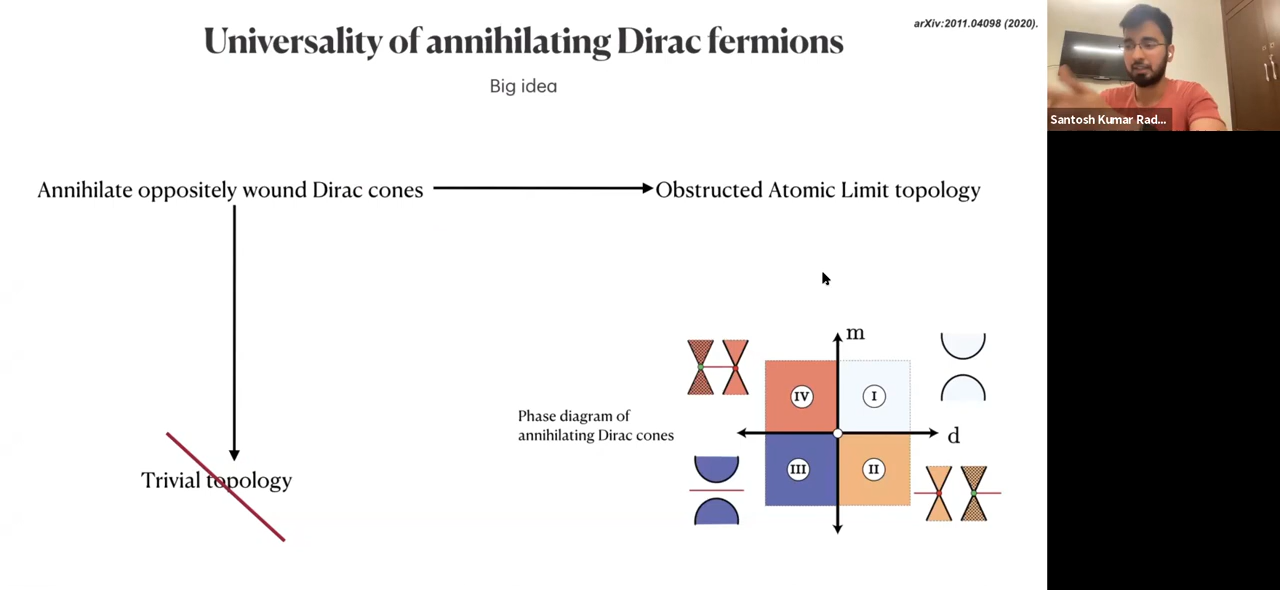 arXiv:2011.04098 (2020).
Universality of annihilating Dirac fermions
Big idea
Santosh Kumar Rad...
Annihilate oppositely wound Dirac cones
Obstructed Atomic Limit topology
Trivial topology
Phase diagram of
annihilating Dirac cones
m
IV
I
d
III
II